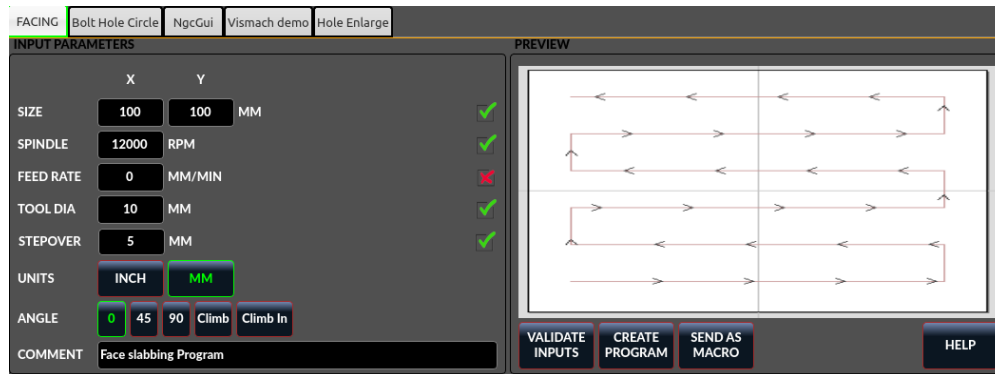 FACING Bolt Hole Circle NgcGui Vismach demo Hole Enlarge
INPUT PARAMETERS
X Y
SIZE 100 100 MM
SPINDLE 12000 RPM
FEED RATE 0 MM/MIN
TOOL DIA 10 MM
STEPOVER 5 MM
UNITS INCH MM
ANGLE 0 45 90 Climb Climb In
COMMENT Face slabbing Program
PREVIEW
VALIDATE
INPUTS
CREATE
PROGRAM
SEND AS
MACRO
HELP